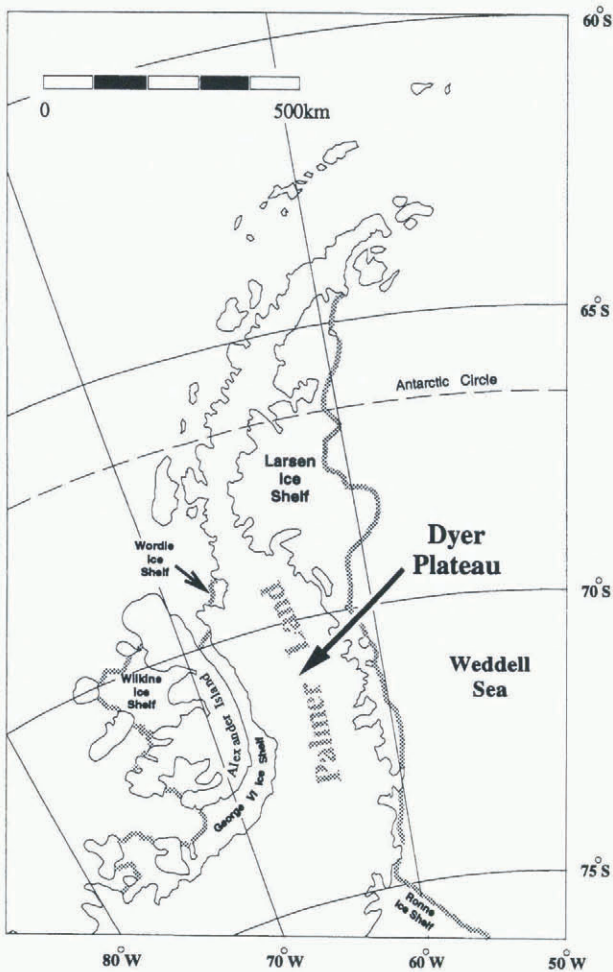 60°S
0 500km
65°S
Antarctic Circle
Larsen
Ice
Shelf
Wordie
Ice
Shelf
Dyer
Plateau
70°S
Palmer Land
Weddell
Sea
Wilkins
Ice
Shelf
Alexander Island
George VI Ice Shelf
75°S
Ronne
Ice Shelf
80°W 70°W 60°W 50°W